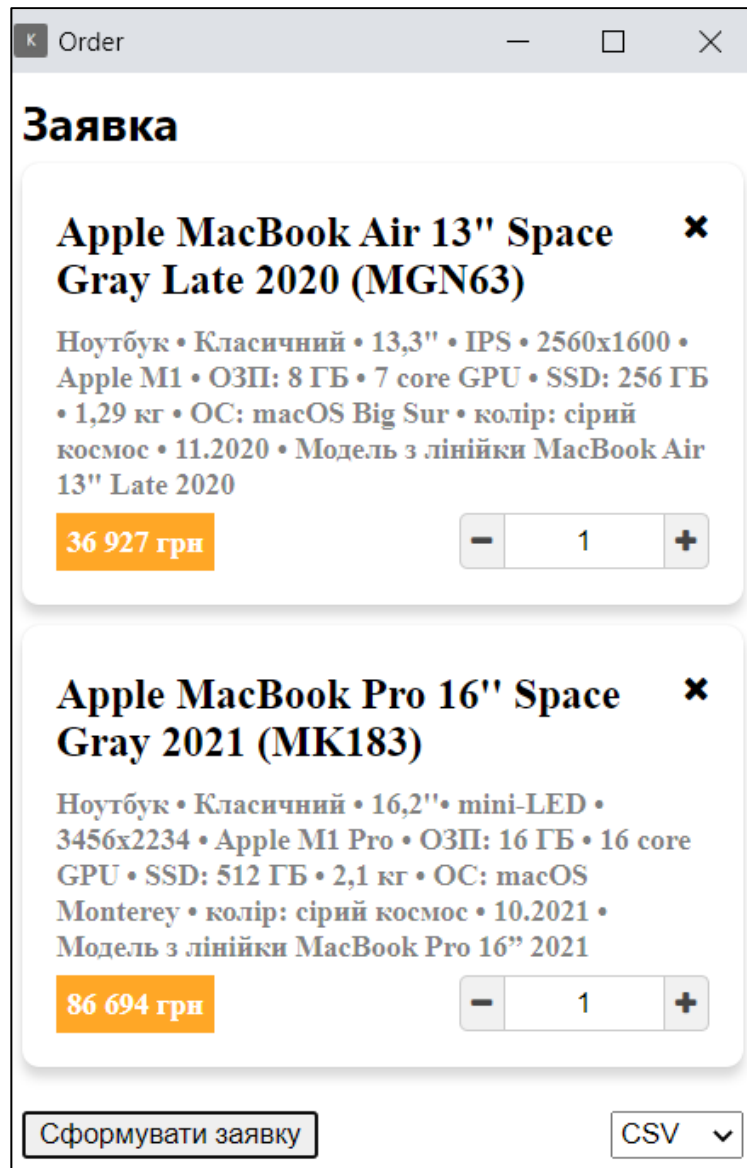 K Order
Заявка
Apple MacBook Air 13" Space
Gray Late 2020 (MGN63)
Ноутбук • Класичний • 13,3" • IPS • 2560x1600 •
Apple M1 • ОЗП: 8 ГБ • 7 core GPU • SSD: 256 ГБ
• 1,29 кг • ОС: macOS Big Sur • колір: сірий
космос • 11.2020 • Модель з лінійки MacBook Air
13" Late 2020
36 927 грн
1
Apple MacBook Pro 16'' Space
Gray 2021 (MK183)
Ноутбук • Класичний • 16,2''• mini-LED •
3456x2234 • Apple M1 Pro • ОЗП: 16 ГБ • 16 core
GPU • SSD: 512 ГБ • 2,1 кг • ОС: macOS
Monterey • колір: сірий космос • 10.2021 •
Модель з лінійки MacBook Pro 16” 2021
86 694 грн
1
Сформувати заявку
CSV